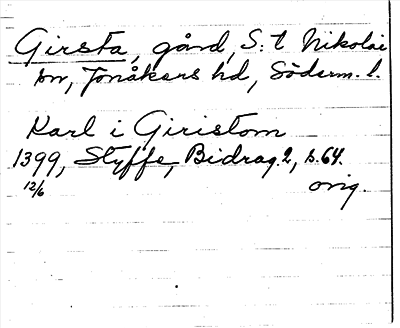 Girsta, gård, S:t Nikolai
sn, Jönåkers hd, Söderm. l.
Karl i Giristom
1399, Styffe, Bidrag 2, s. 64.
12/6 orig.